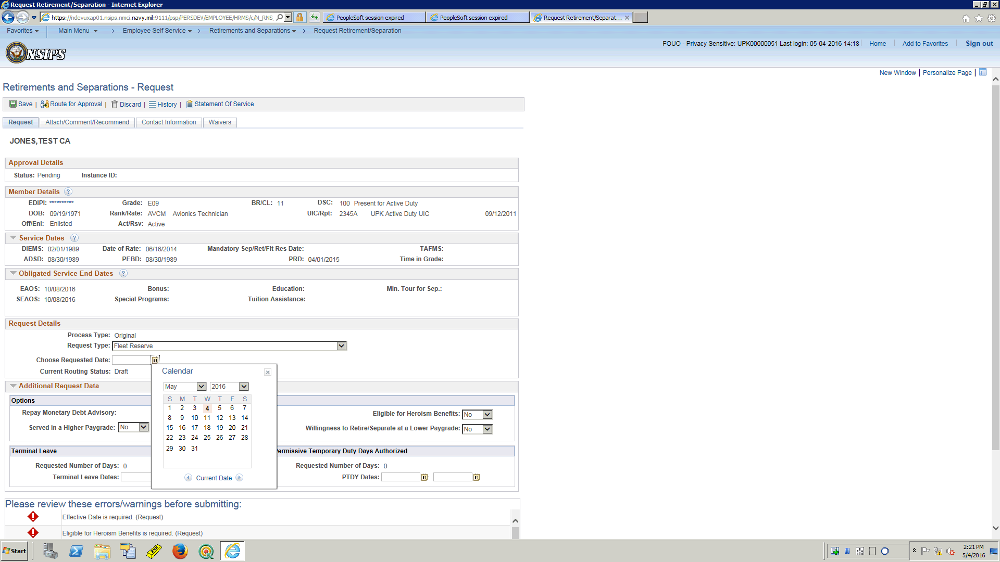 Request Retirement/Separation - Internet Explorer
https://ndevuxap01.nsips.nmci.navy.mil:9111/psp/PERSDEV/EMPLOYEE/HRMS/c/N_RNS_
PeopleSoft session expired
PeopleSoft session expired
Request Retirement/Separat...
Favorites
Main Menu
Employee Self Service
Retirements and Separations
Request Retirement/Separation
NSIPS
FOUO - Privacy Sensitive: UPK00000051 Last login: 05-04-2016 14:18
Home
Add to Favorites
Sign out
New Window | Personalize Page |
Retirements and Separations - Request
Save | Route for Approval | Discard | History | Statement Of Service
Request
Attach/Comment/Recommend
Contact Information
Waivers
JONES,TEST CA
Approval Details
Status: Pending Instance ID:
Member Details ?
EDIPI: ********** Grade: E09 BR/CL: 11 DSC: 100 Present for Active Duty
DOB: 09/19/1971 Rank/Rate: AVCM Avionics Technician UIC/Rpt: 2345A UPK Active Duty UIC 09/12/2011
Off/Enl: Enlisted Act/Rsv: Active
Service Dates ?
DIEMS: 02/01/1989 Date of Rate: 06/16/2014 Mandatory Sep/Ret/Flt Res Date: TAFMS:
ADSD: 08/30/1989 PEBD: 08/30/1989 PRD: 04/01/2015 Time in Grade:
Obligated Service End Dates ?
EAOS: 10/08/2016 Bonus: Education: Min. Tour for Sep.:
SEAOS: 10/08/2016 Special Programs: Tuition Assistance:
Request Details
Process Type: Original
Request Type: Fleet Reserve
Choose Requested Date: 31
Current Routing Status: Draft
Calendar
May 2016
S M T W T F S
1 2 3 4 5 6 7
8 9 10 11 12 13 14
15 16 17 18 19 20 21
22 23 24 25 26 27 28
29 30 31
Current Date
Additional Request Data
Options
Repay Monetary Debt Advisory:
Served in a Higher Paygrade: No
Eligible for Heroism Benefits: No
Willingness to Retire/Separate at a Lower Paygrade: No
Terminal Leave
Requested Number of Days: 0
Terminal Leave Dates:
ermissive Temporary Duty Days Authorized
Requested Number of Days: 0
PTDY Dates: 31 31
Please review these errors/warnings before submitting:
Effective Date is required. (Request)
Eligible for Heroism Benefits is required. (Request)
Start
2:21 PM
5/4/2016